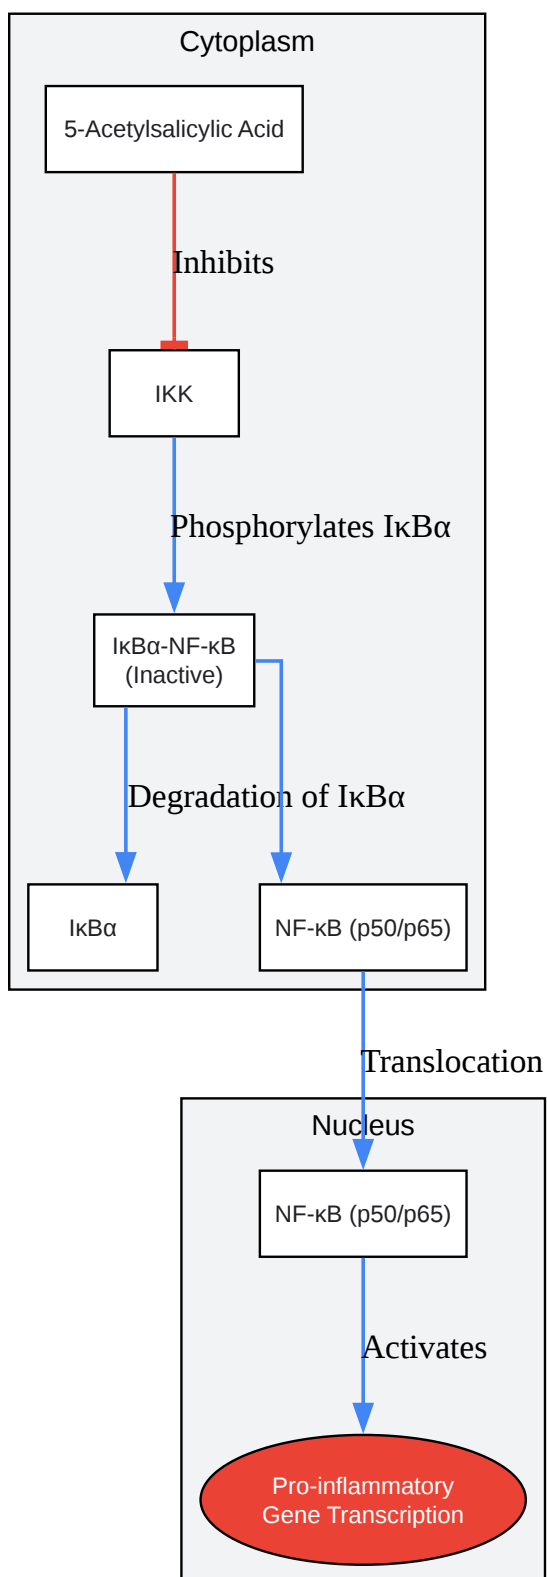 Cytoplasm
5-Acetylsalicylic Acid
Inhibits
IKK
Phosphorylates IκBα
IκBα-NF-κB
(Inactive)
Degradation of IκBα
IκBα
NF-κB (p50/p65)
Translocation
Nucleus
NF-κB (p50/p65)
Activates
Pro-inflammatory
Gene Transcription